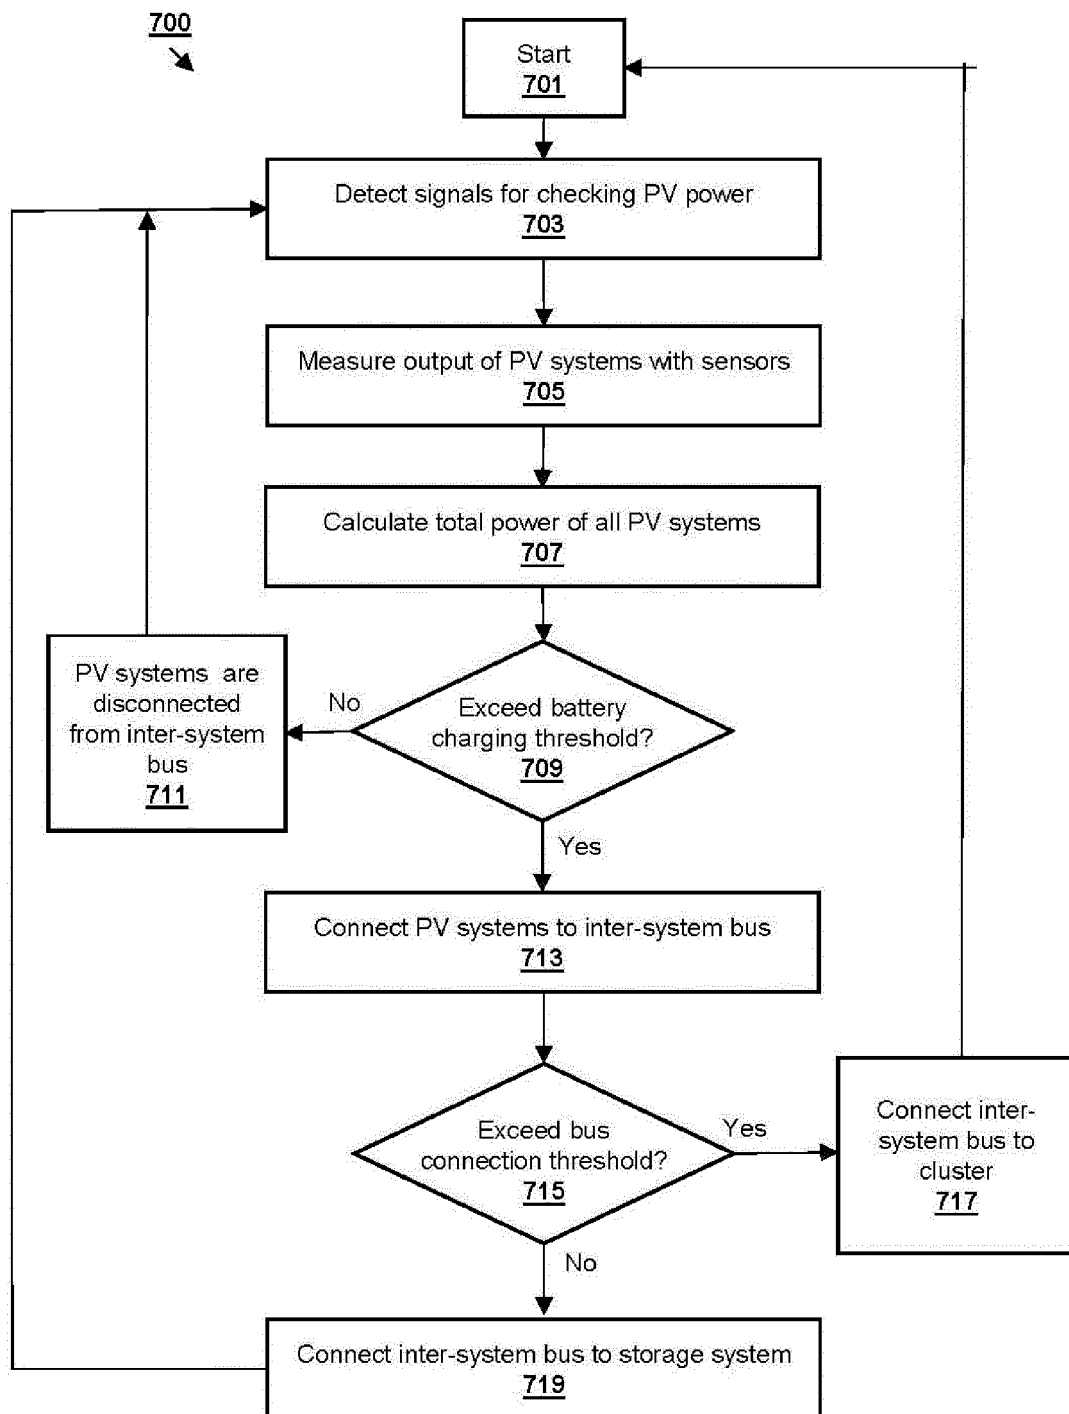 700
Start
701
Detect signals for checking PV power
703
Measure output of PV systems with sensors
705
Calculate total power of all PV systems
707
PV systems are
disconnected
from inter-system
bus
711
No
Exceed battery
charging threshold?
709
Yes
Connect PV systems to inter-system bus
713
Exceed bus
connection threshold?
715
Yes
Connect inter-
system bus to
cluster
717
No
Connect inter-system bus to storage system
719